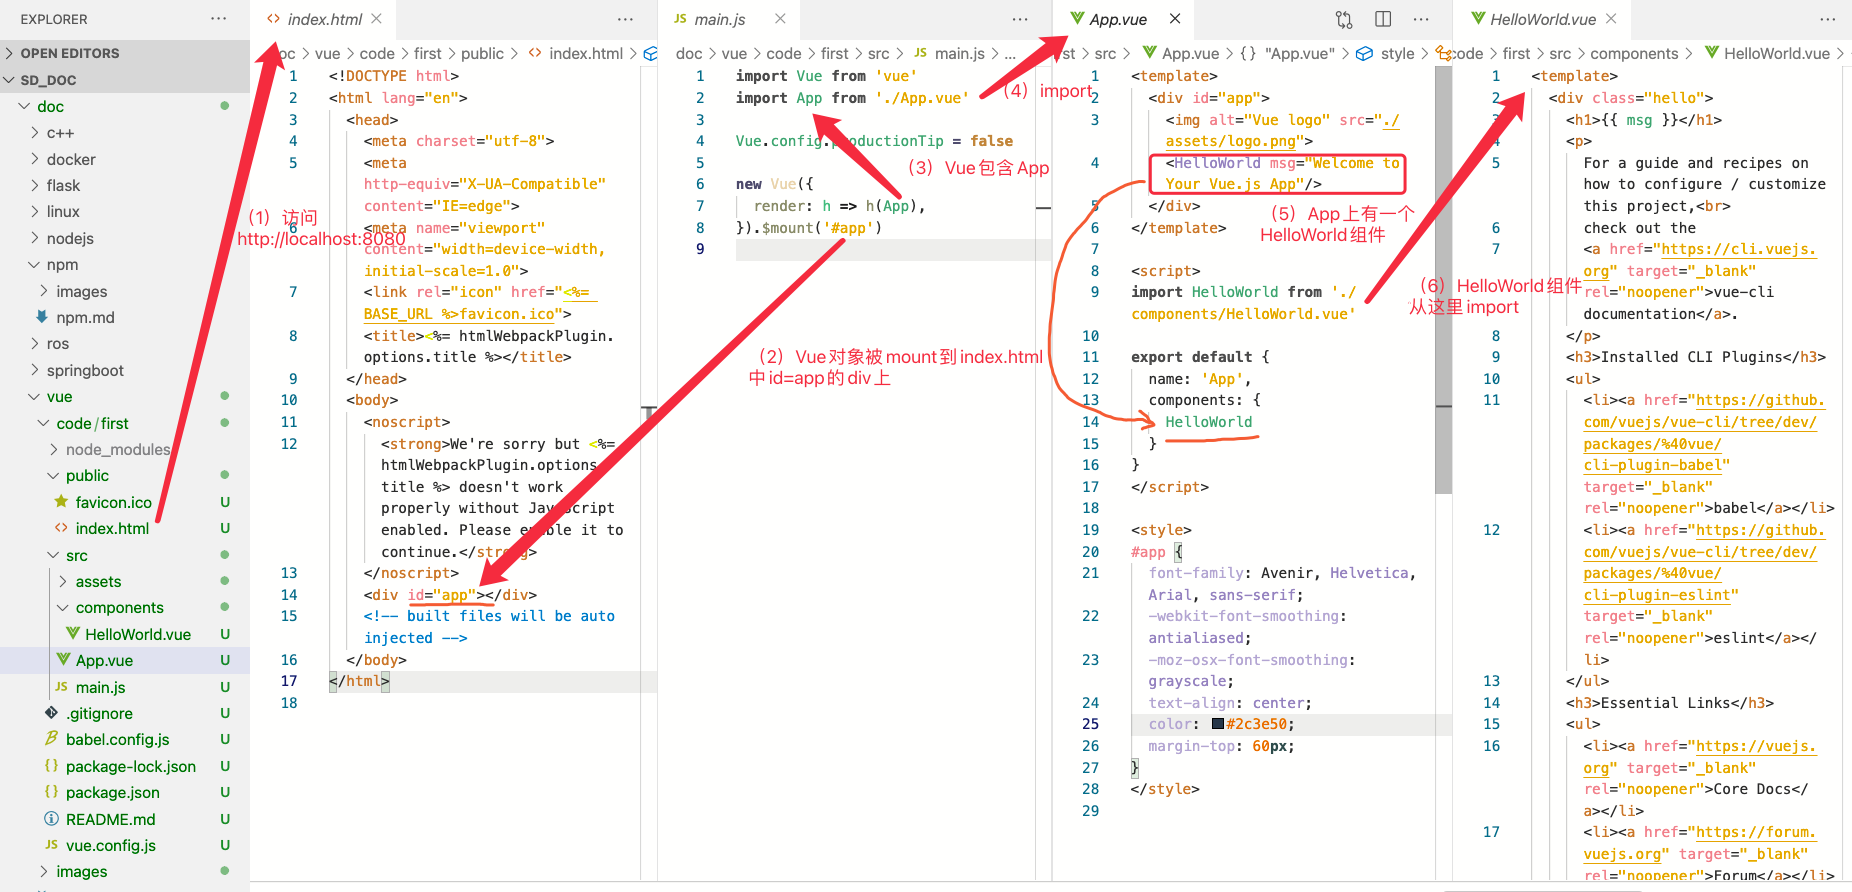 EXPLORER
OPEN EDITORS
SD_DOC
doc
c++
docker
flask
linux
nodejs
npm
images
npm.md
ros
springboot
vue
code/first
node_modules
public
favicon.ico U
index.html U
src
assets
components
HelloWorld.vue U
App.vue U
main.js U
.gitignore U
babel.config.js U
package-lock.json U
package.json U
README.md U
vue.config.js U
images
index.html
oc > vue > code > first > public > index.html >
1 <!DOCTYPE html>
2 <html lang="en">
3 <head>
4 <meta charset="utf-8">
5 <meta
http-equiv="X-UA-Compatible"
content="IE=edge">
6 <meta name="viewport"
content="width=device-width,
initial-scale=1.0">
7 <link rel="icon" href="<%=
BASE_URL %>favicon.ico">
8 <title><%= htmlWebpackPlugin.
options.title %></title>
9 </head>
10 <body>
11 <noscript>
12 <strong>We're sorry but <%=
htmlWebpackPlugin.options
title %> doesn't work
properly without JavaScript
enabled. Please enable it to
continue.</strong>
13 </noscript>
14 <div id="app"></div>
15 <!-- built files will be auto
injected -->
16 </body>
17 </html>
18
（1）访问
http://localhost:8080
JS main.js
doc > vue > code > first > src > JS main.js > ...
1 import Vue from 'vue'
2 import App from './App.vue'
3
4 Vue.config.productionTip = false
5
6 new Vue({
7 render: h => h(App),
8 }).$mount('#app')
9
（3）Vue包含App
（2）Vue对象被mount到index.html
中id=app的div上
（4）import
App.vue
st > src > App.vue > {} "App.vue" > style >
1 <template>
2 <div id="app">
3 <img alt="Vue logo" src="./
assets/logo.png">
4 <HelloWorld msg="Welcome to
Your Vue.js App"/>
5 </div>
6 </template>
7
8 <script>
9 import HelloWorld from './
components/HelloWorld.vue'
10
11 export default {
12 name: 'App',
13 components: {
14 HelloWorld
15 }
16 }
17 </script>
18
19 <style>
20 #app {
21 font-family: Avenir, Helvetica,
Arial, sans-serif;
22 -webkit-font-smoothing:
antialiased;
23 -moz-osx-font-smoothing:
grayscale;
24 text-align: center;
25 color: #2c3e50;
26 margin-top: 60px;
27 }
28 </style>
29
（5）App上有一个
HelloWorld组件
（6）HelloWorld组件
从这里import
HelloWorld.vue
code > first > src > components > HelloWorld.vue >
1 <template>
2 <div class="hello">
3 <h1>{{ msg }}</h1>
4 <p>
5 For a guide and recipes on
how to configure / customize
this project,<br>
6 check out the
7 <a href="https://cli.vuejs.
org" target="_blank"
rel="noopener">vue-cli
documentation</a>.
8 </p>
9 <h3>Installed CLI Plugins</h3>
10 <ul>
11 <li><a href="https://github.
com/vuejs/vue-cli/tree/dev/
packages/%40vue/
cli-plugin-babel"
target="_blank"
rel="noopener">babel</a></li>
12 <li><a href="https://github.
com/vuejs/vue-cli/tree/dev/
packages/%40vue/
cli-plugin-eslint"
target="_blank"
rel="noopener">eslint</a></
li>
13 </ul>
14 <h3>Essential Links</h3>
15 <ul>
16 <li><a href="https://vuejs.
org" target="_blank"
rel="noopener">Core Docs</
a></li>
17 <li><a href="https://forum.
vuejs.org" target="_blank"
rel="noopener">Forum</a></li>